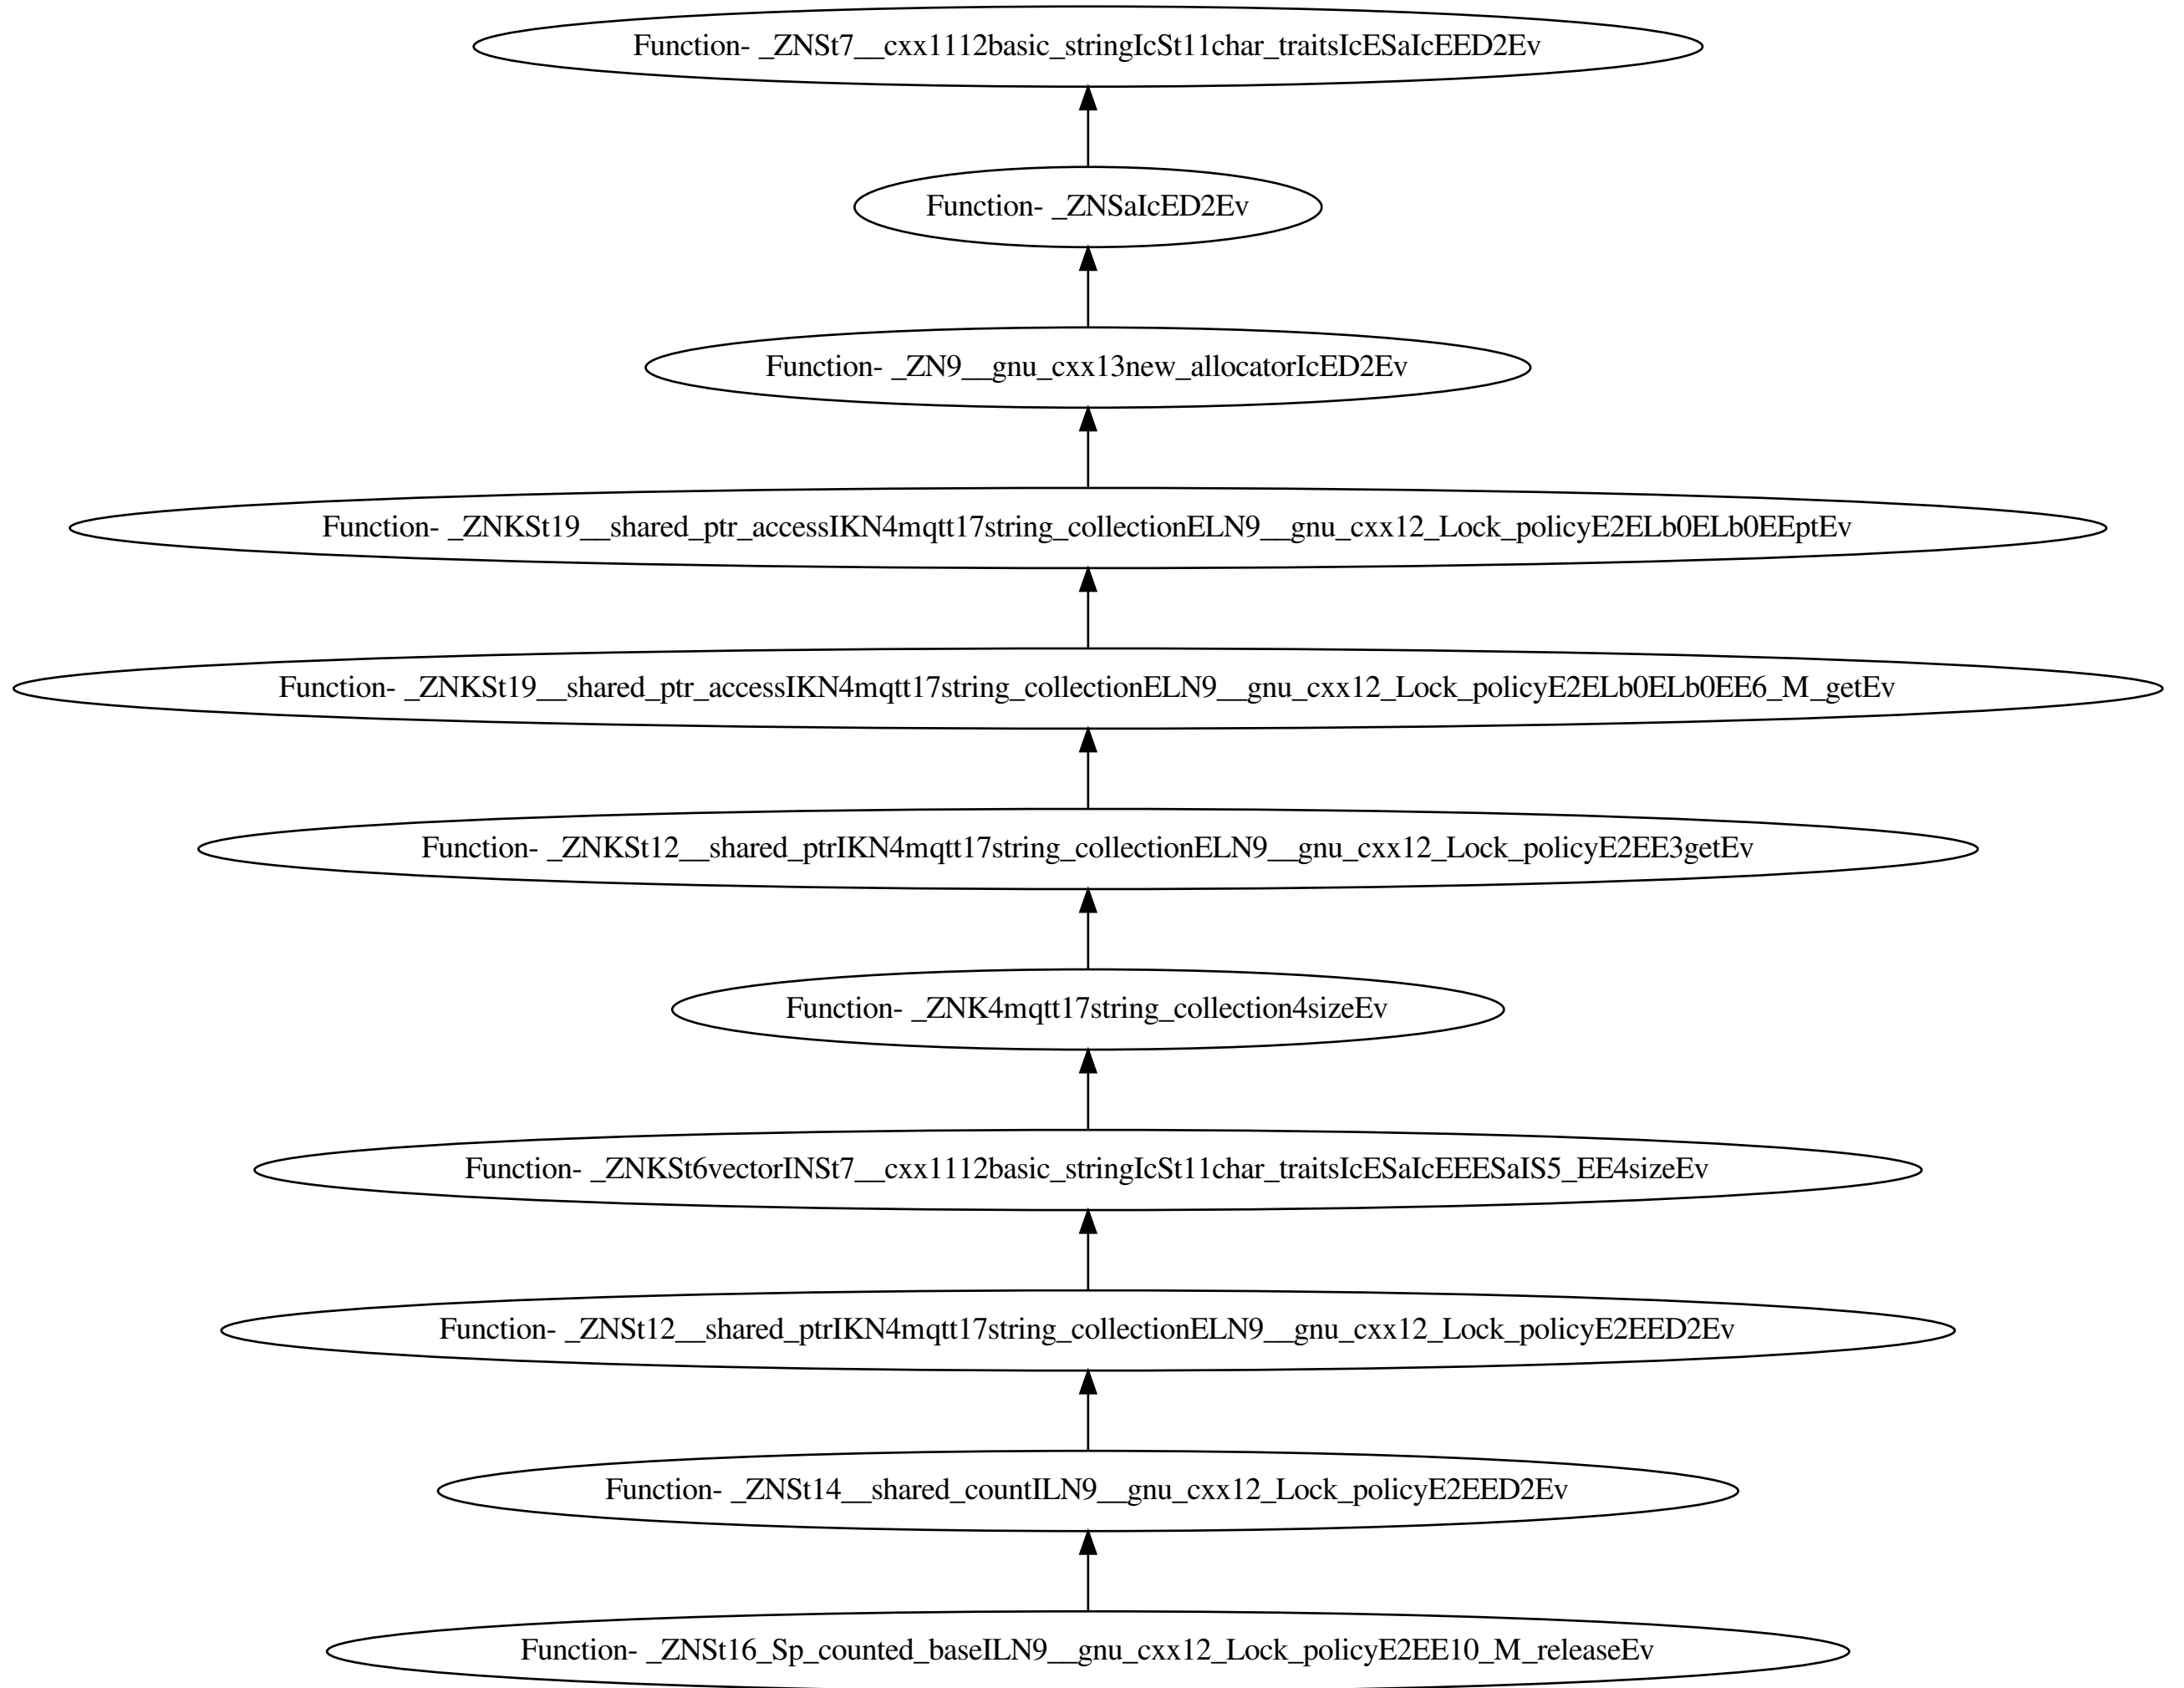 Function- _ZNSt7__cxx1112basic_stringIcSt11char_traitsIcESaIcEED2Ev
Function- _ZNSaIcED2Ev
Function- _ZN9__gnu_cxx13new_allocatorIcED2Ev
Function- _ZNKSt19__shared_ptr_accessIKN4mqtt17string_collectionELN9__gnu_cxx12_Lock_policyE2ELb0ELb0EEptEv
Function- _ZNKSt19__shared_ptr_accessIKN4mqtt17string_collectionELN9__gnu_cxx12_Lock_policyE2ELb0ELb0EE6_M_getEv
Function- _ZNKSt12__shared_ptrIKN4mqtt17string_collectionELN9__gnu_cxx12_Lock_policyE2EE3getEv
Function- _ZNK4mqtt17string_collection4sizeEv
Function- _ZNKSt6vectorINSt7__cxx1112basic_stringIcSt11char_traitsIcESaIcEEESaIS5_EE4sizeEv
Function- _ZNSt12__shared_ptrIKN4mqtt17string_collectionELN9__gnu_cxx12_Lock_policyE2EED2Ev
Function- _ZNSt14__shared_countILN9__gnu_cxx12_Lock_policyE2EED2Ev
Function- _ZNSt16_Sp_counted_baseILN9__gnu_cxx12_Lock_policyE2EE10_M_releaseEv